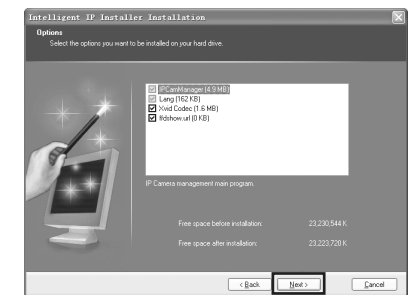 Intelligent IP Installer Installation
Options
Select the options you want to be installed on your hard drive.
IPCamManager (4.9 MB)
Lang (162 KB)
Xvid Codec (1.6 MB)
ffdshow.url (0 KB)
IP Camera management main program.
Free space before installation: 23,230,544 K
Free space after installation: 23,223,720 K
< Back Next > Cancel